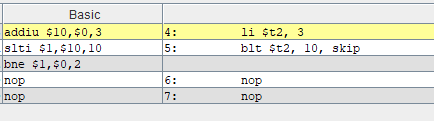 Basic
addiu $10,$0,3 4: li $t2, 3
slti $1,$10,10 5: blt $t2, 10, skip
bne $1,$0,2
nop 6: nop
nop 7: nop